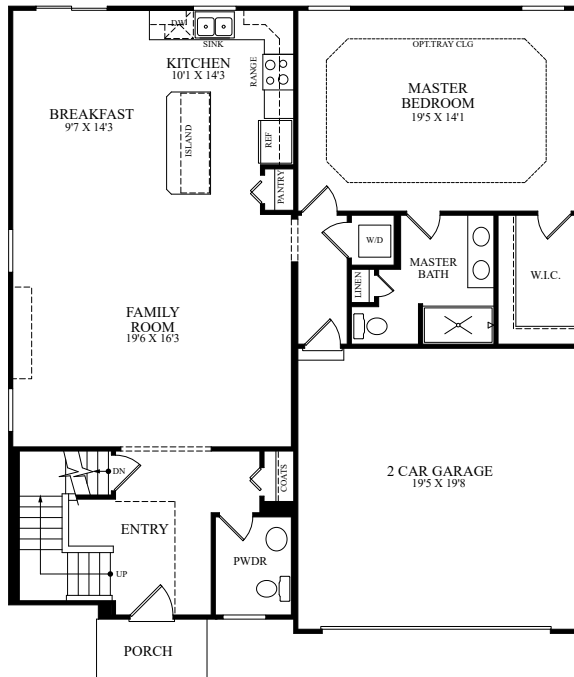 DW
SINK
KITCHEN
10'1 X 14'3
RANGE
BREAKFAST
9'7 X 14'3
ISLAND
REF
PANTRY
OPT.TRAY CLG
MASTER
BEDROOM
19'5 X 14'1
W/D
MASTER
BATH
LINEN
W.I.C.
FAMILY
ROOM
19'6 X 16'3
DN
COATS
2 CAR GARAGE
19'5 X 19'8
ENTRY
PWDR
UP
PORCH